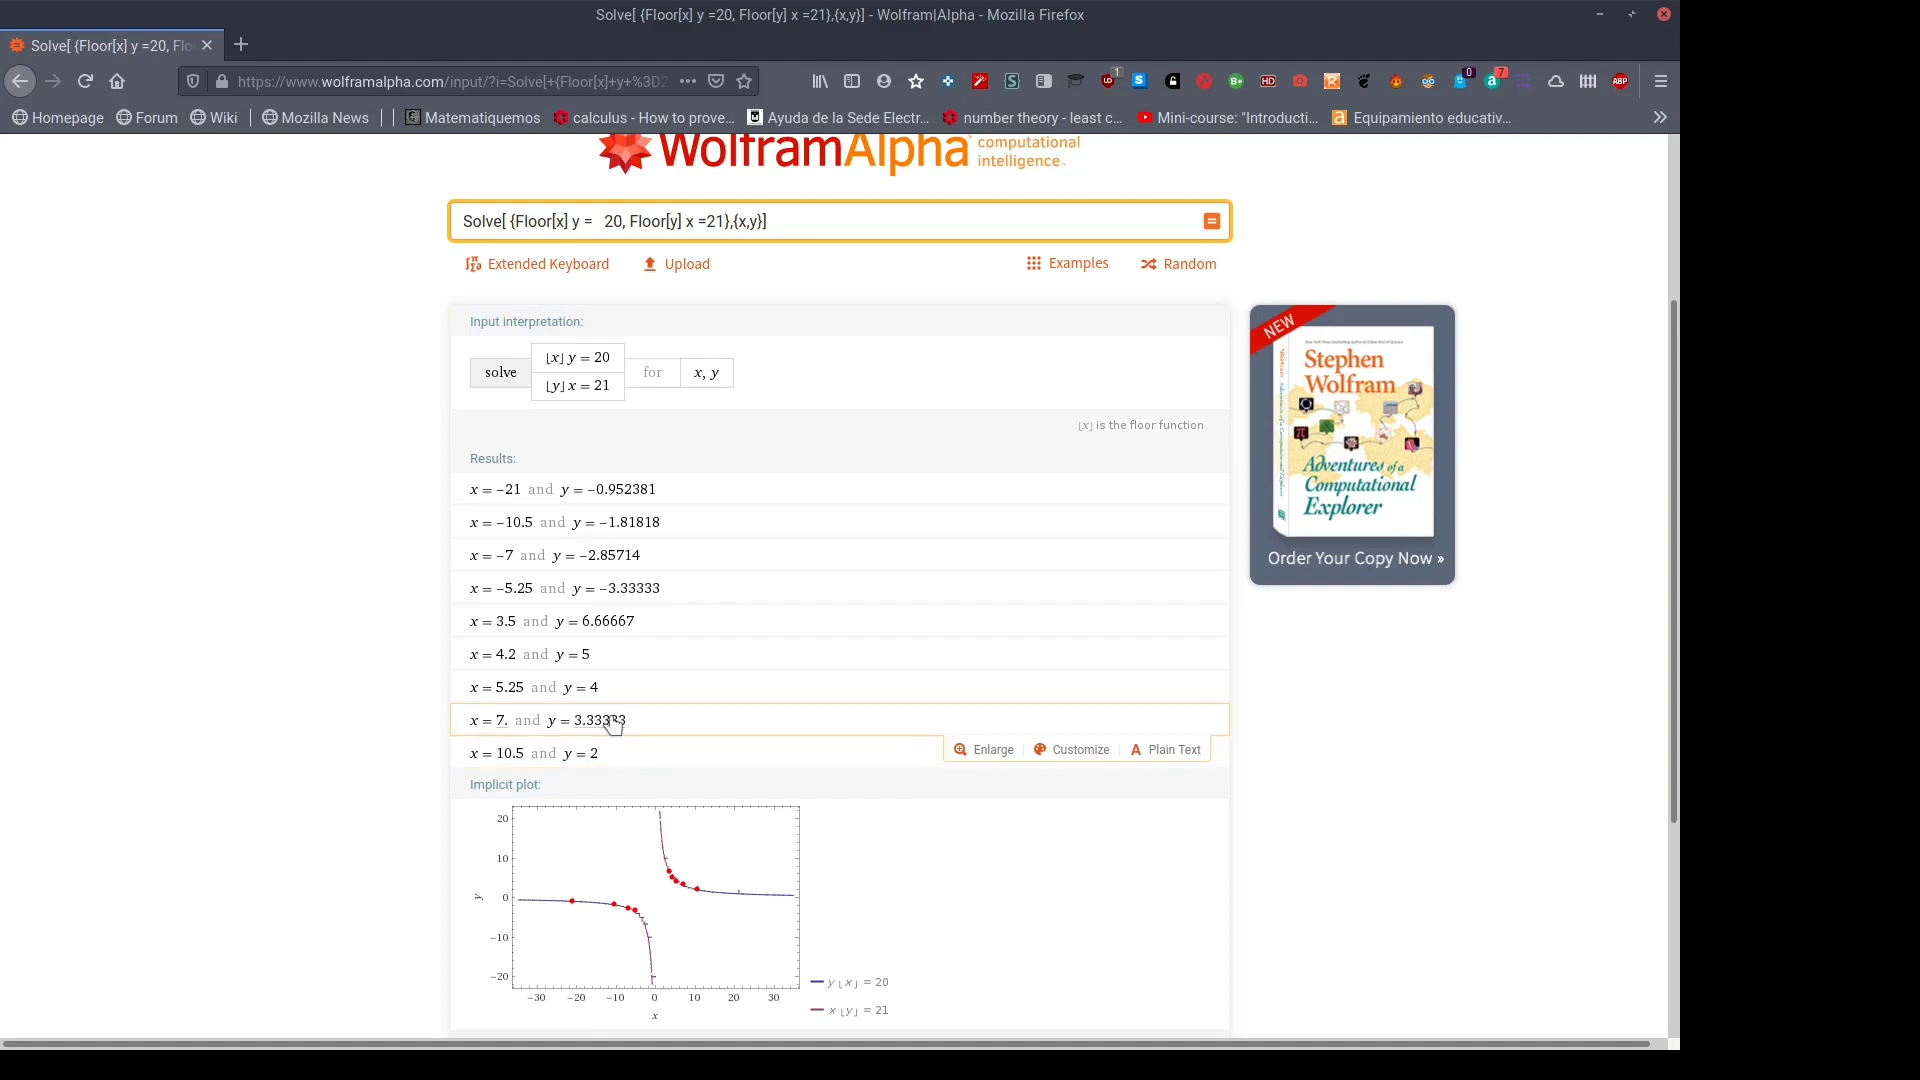 Solve[ {Floor[x] y =20, Floor[y] x =21},{x,y}] - Wolfram|Alpha - Mozilla Firefox
Solve[ {Floor[x] y =20, Flo
https://www.wolframalpha.com/input/?i=Solve[+{Floor[x]+y+%3D2
Homepage Forum Wiki Mozilla News Matematiquemos calculus - How to prove... Ayuda de la Sede Electr... number theory - least c... Mini-course: "Introducti... Equipamiento educativ...
WolframAlpha computational
intelligence.
Solve[ {Floor[x] y =   20, Floor[y] x =21},{x,y}]
Extended Keyboard Upload Examples Random
Input interpretation:
solve ⌊x⌋ y = 20 for x, y
⌊y⌋ x = 21
⌊x⌋ is the floor function
Results:
x = −21 and y = −0.952381
x = −10.5 and y = −1.81818
x = −7 and y = −2.85714
x = −5.25 and y = −3.33333
x = 3.5 and y = 6.66667
x = 4.2 and y = 5
x = 5.25 and y = 4
x = 7. and y = 3.33333
x = 10.5 and y = 2
Enlarge Customize A Plain Text
Implicit plot:
20
10
0
−10
−20
y
−30 −20 −10 0 10 20 30
x
y ⌊x⌋ = 20
x ⌊y⌋ = 21
NEW
Stephen
Wolfram
Adventures of a
Computational
Explorer
Order Your Copy Now »